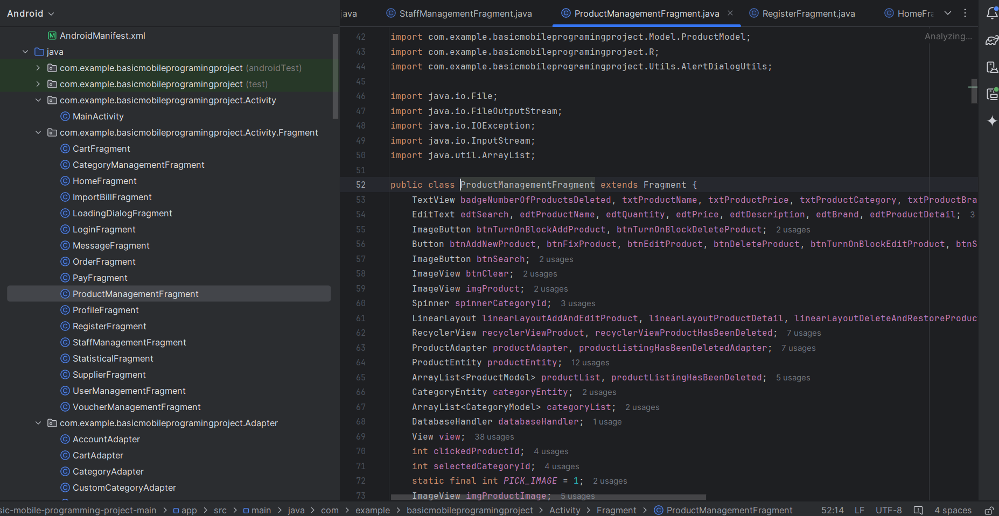 Android
AndroidManifest.xml
java
com.example.basicmobileprogramingproject (androidTest)
com.example.basicmobileprogramingproject (test)
com.example.basicmobileprogramingproject.Activity
MainActivity
com.example.basicmobileprogramingproject.Activity.Fragment
CartFragment
CategoryManagementFragment
HomeFragment
ImportBillFragment
LoadingDialogFragment
LoginFragment
MessageFragment
OrderFragment
PayFragment
ProductManagementFragment
ProfileFragment
RegisterFragment
StaffManagementFragment
StatisticalFragment
SupplierFragment
UserManagementFragment
VoucherManagementFragment
com.example.basicmobileprogramingproject.Adapter
AccountAdapter
CartAdapter
CategoryAdapter
CustomCategoryAdapter
java StaffManagementFragment.java ProductManagementFragment.java RegisterFragment.java HomeFra
Analyzing...
42 import com.example.basicmobileprogramingproject.Model.ProductModel;
43 import com.example.basicmobileprogramingproject.R;
44 import com.example.basicmobileprogramingproject.Utils.AlertDialogUtils;
45
46 import java.io.File;
47 import java.io.FileOutputStream;
48 import java.io.IOException;
49 import java.io.InputStream;
50 import java.util.ArrayList;
51
52 public class ProductManagementFragment extends Fragment {
53 TextView badgeNumberOfProductsDeleted, txtProductName, txtProductPrice, txtProductCategory, txtProductBra
54 EditText edtSearch, edtProductName, edtQuantity, edtPrice, edtDescription, edtBrand, edtProductDetail; 3
55 ImageButton btnTurnOnBlockAddProduct, btnTurnOnBlockDeleteProduct; 2 usages
56 Button btnAddNewProduct, btnFixProduct, btnEditProduct, btnDeleteProduct, btnTurnOnBlockEditProduct, btnS
57 ImageButton btnSearch; 2 usages
58 ImageView btnClear; 2 usages
59 ImageView imgProduct; 2 usages
60 Spinner spinnerCategoryId; 3 usages
61 LinearLayout linearLayoutAddAndEditProduct, linearLayoutProductDetail, linearLayoutDeleteAndRestoreProduc
62 RecyclerView recyclerViewProduct, recyclerViewProductHasBeenDeleted; 7 usages
63 ProductAdapter productAdapter, productListingHasBeenDeletedAdapter; 7 usages
64 ProductEntity productEntity; 12 usages
65 ArrayList<ProductModel> productList, productListingHasBeenDeleted; 5 usages
66 CategoryEntity categoryEntity; 2 usages
67 ArrayList<CategoryModel> categoryList; 2 usages
68 DatabaseHandler databaseHandler; 1 usage
69 View view; 38 usages
70 int clickedProductId; 4 usages
71 int selectedCategoryId; 4 usages
72 static final int PICK_IMAGE = 1; 2 usages
73 ImageView imgProductImage; 5 usages
sic-mobile-programming-project-main > app > src > main > java > com > example > basicmobileprogramingproject > Activity > Fragment > ProductManagementFragment 52:14 LF UTF-8 4 spaces